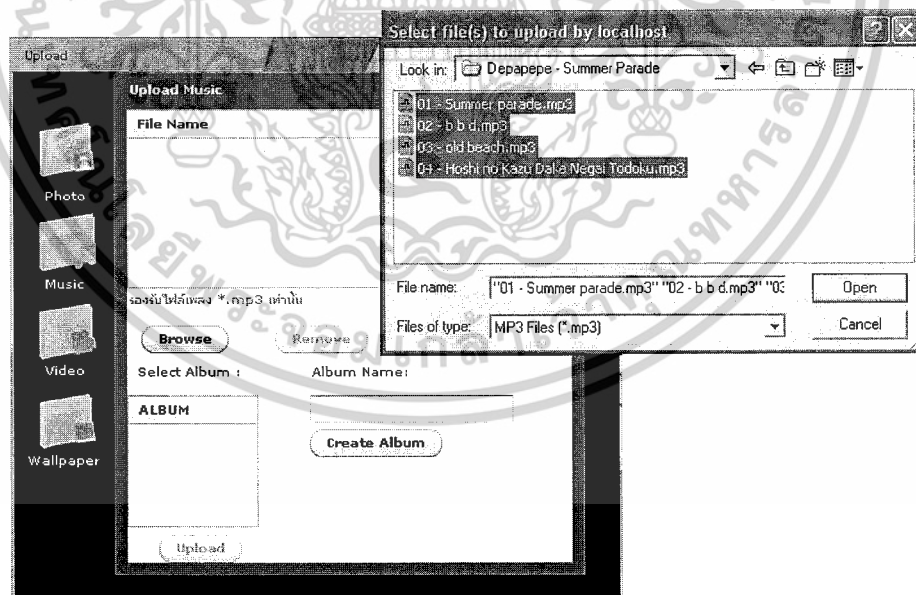 Upload
Upload Music
File Name
Photo
Music
Video
Wallpaper
รองรับไฟล์เพลง *.mp3 เท่านั้น
Browse
Remove
Select Album :
Album Name:
ALBUM
Create Album
Upload
Select file(s) to upload by localhost
Look in:
Depapepe - Summer Parade
01 - Summer parade.mp3
02 - b b d.mp3
03 - old beach.mp3
04 - Hoshi no Kazu Dake Negai Todoku.mp3
File name:
"01 - Summer parade.mp3" "02 - b b d.mp3" "03
Open
Files of type:
MP3 Files (*.mp3)
Cancel